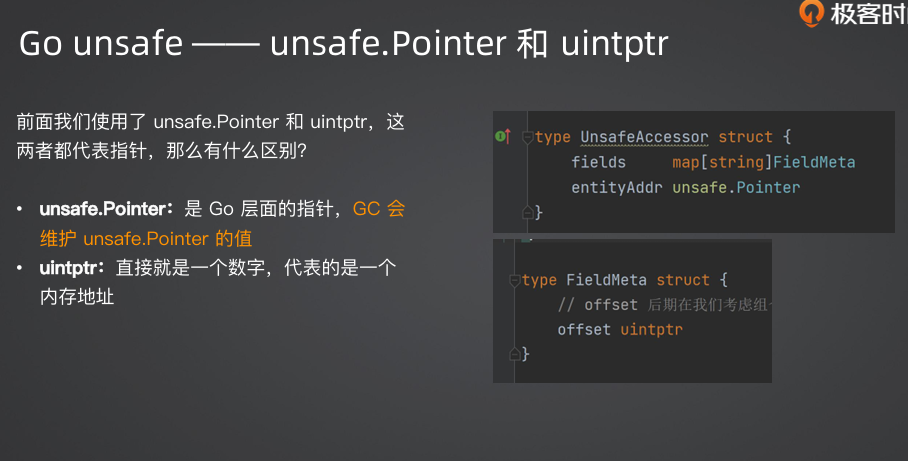 极客时
Go unsafe —— unsafe.Pointer 和 uintptr
前面我们使用了 unsafe.Pointer 和 uintptr，这
两者都代表指针，那么有什么区别？
• unsafe.Pointer：是 Go 层面的指针，GC 会
维护 unsafe.Pointer 的值
• uintptr：直接就是一个数字，代表的是一个
内存地址
type UnsafeAccessor struct {
fields map[string]FieldMeta
entityAddr unsafe.Pointer
}
type FieldMeta struct {
// offset 后期在我们考虑组
offset uintptr
}